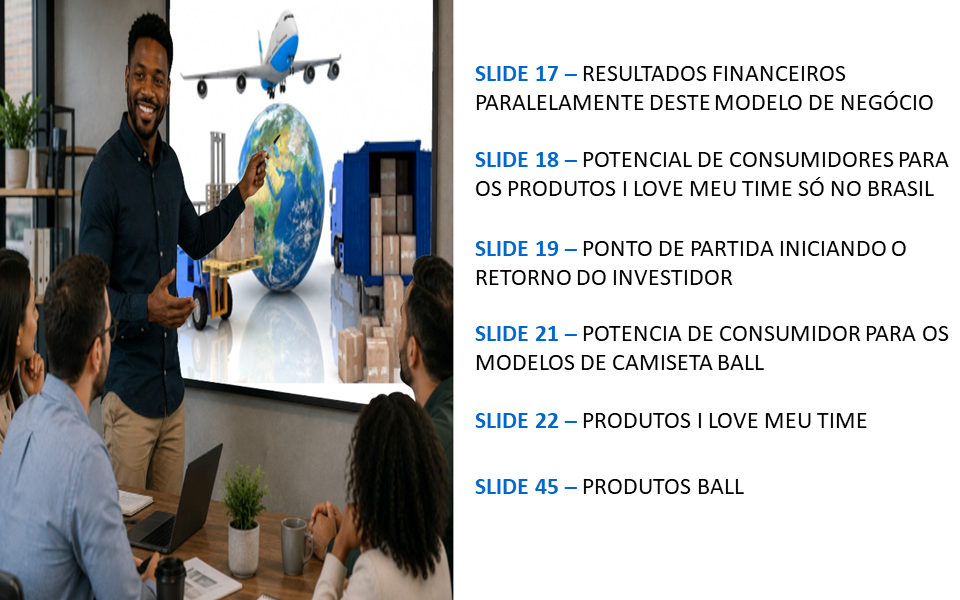 SLIDE 17 – RESULTADOS FINANCEIROS
PARALELAMENTE DESTE MODELO DE NEGÓCIO
SLIDE 18 – POTENCIAL DE CONSUMIDORES PARA
OS PRODUTOS I LOVE MEU TIME SÓ NO BRASIL
SLIDE 19 – PONTO DE PARTIDA INICIANDO O
RETORNO DO INVESTIDOR
SLIDE 21 – POTENCIA DE CONSUMIDOR PARA OS
MODELOS DE CAMISETA BALL
SLIDE 22 – PRODUTOS I LOVE MEU TIME
SLIDE 45 – PRODUTOS BALL